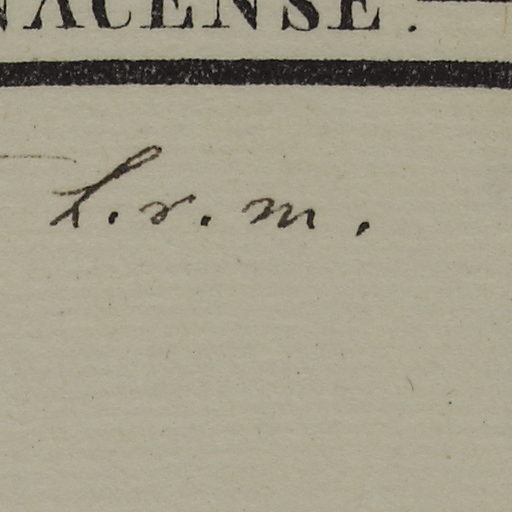 NACENSE.
t. r. m.